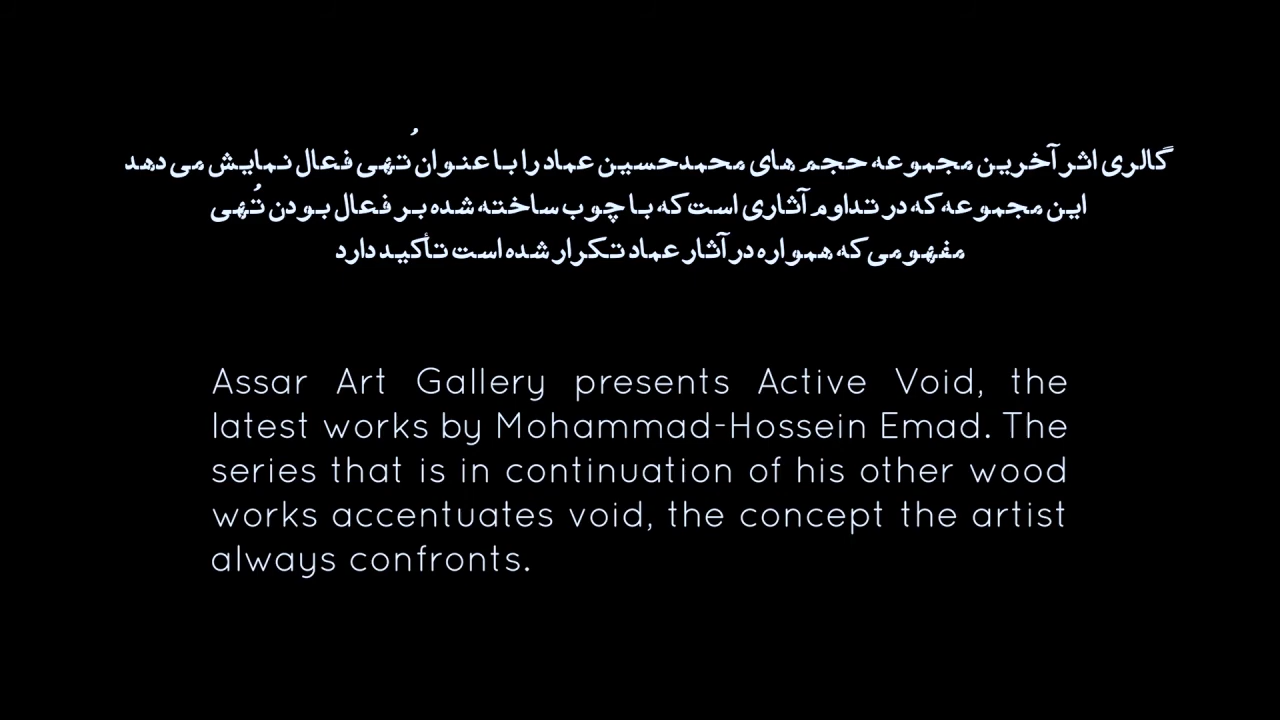 گالری اثر آخرین مجموعه حجم های محمدحسین عماد را با عنوان تُهی فعال نمایش می دهد
این مجموعه که در تداوم آثاری است که با چوب ساخته شده بر فعال بودن تُهی
مفهومی که همواره در آثار عماد تکرار شده است تأکید دارد
Assar Art Gallery presents Active Void, the
latest works by Mohammad-Hossein Emad. The
series that is in continuation of his other wood
works accentuates void, the concept the artist
always confronts.